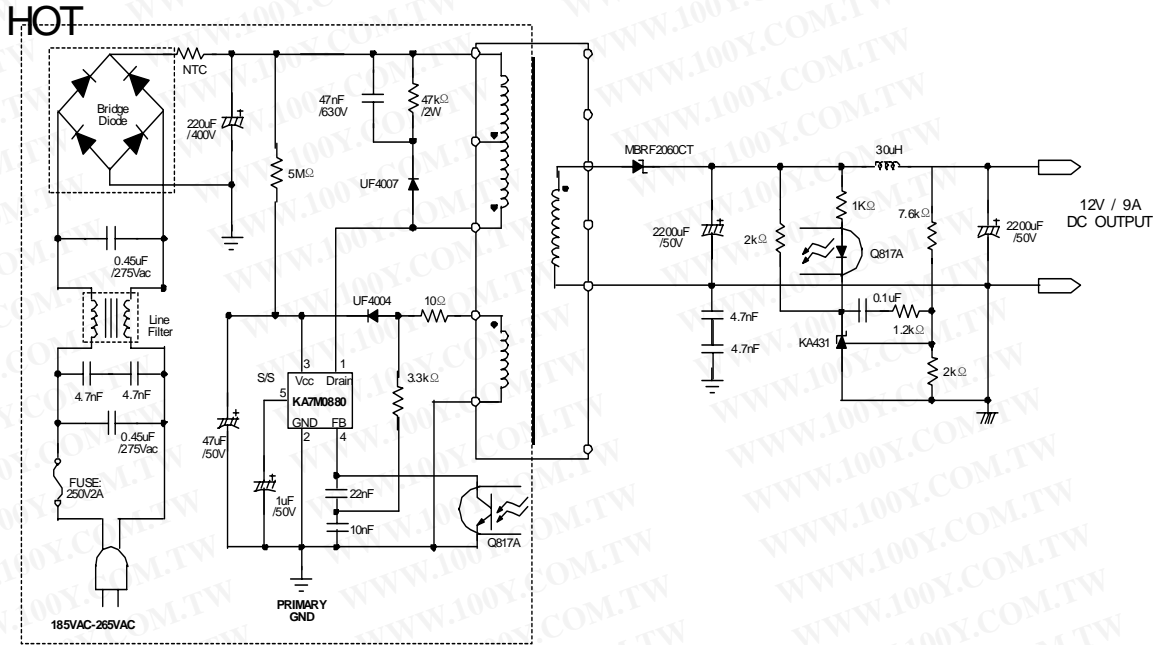 HOT
NTC
Bridge
Diode
220uF
/400V
47nF
/630V
47kΩ
/2W
5MΩ
UF4007
0.45uF
/275Vac
Line
Filter
4.7nF
4.7nF
0.45uF
/275Vac
FUSE:
250V2A
185VAC-265VAC
UF4004
10Ω
3
1
S/S
Vcc
Drain
5
KA7M0880
GND
FB
2
4
3.3kΩ
47uF
/50V
1uF
/50V
22nF
10nF
Q817A
PRIMARY
GND
MBRF2060CT
30uH
1KΩ
7.6kΩ
2200uF
/50V
2kΩ
Q817A
2200uF
/50V
12V / 9A
DC OUTPUT
0.1uF
1.2kΩ
4.7nF
4.7nF
KA431
2kΩ
WWW.100Y.COM.TW